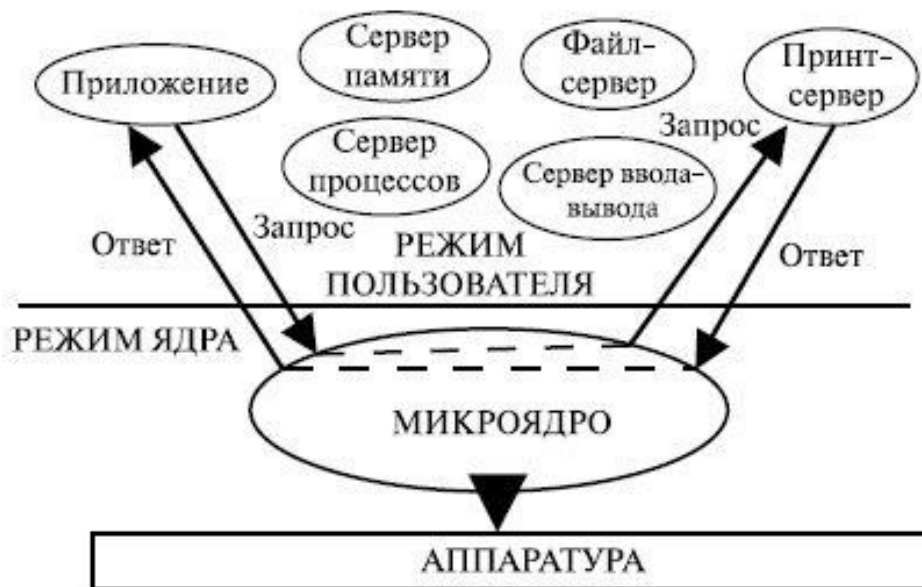 Приложение
Сервер
памяти
Файл-
сервер
Принт-
сервер
Сервер
процессов
Сервер ввода-
вывода
Запрос
Ответ
Запрос
Ответ
РЕЖИМ
ПОЛЬЗОВАТЕЛЯ
РЕЖИМ ЯДРА
МИКРОЯДРО
АППАРАТУРА